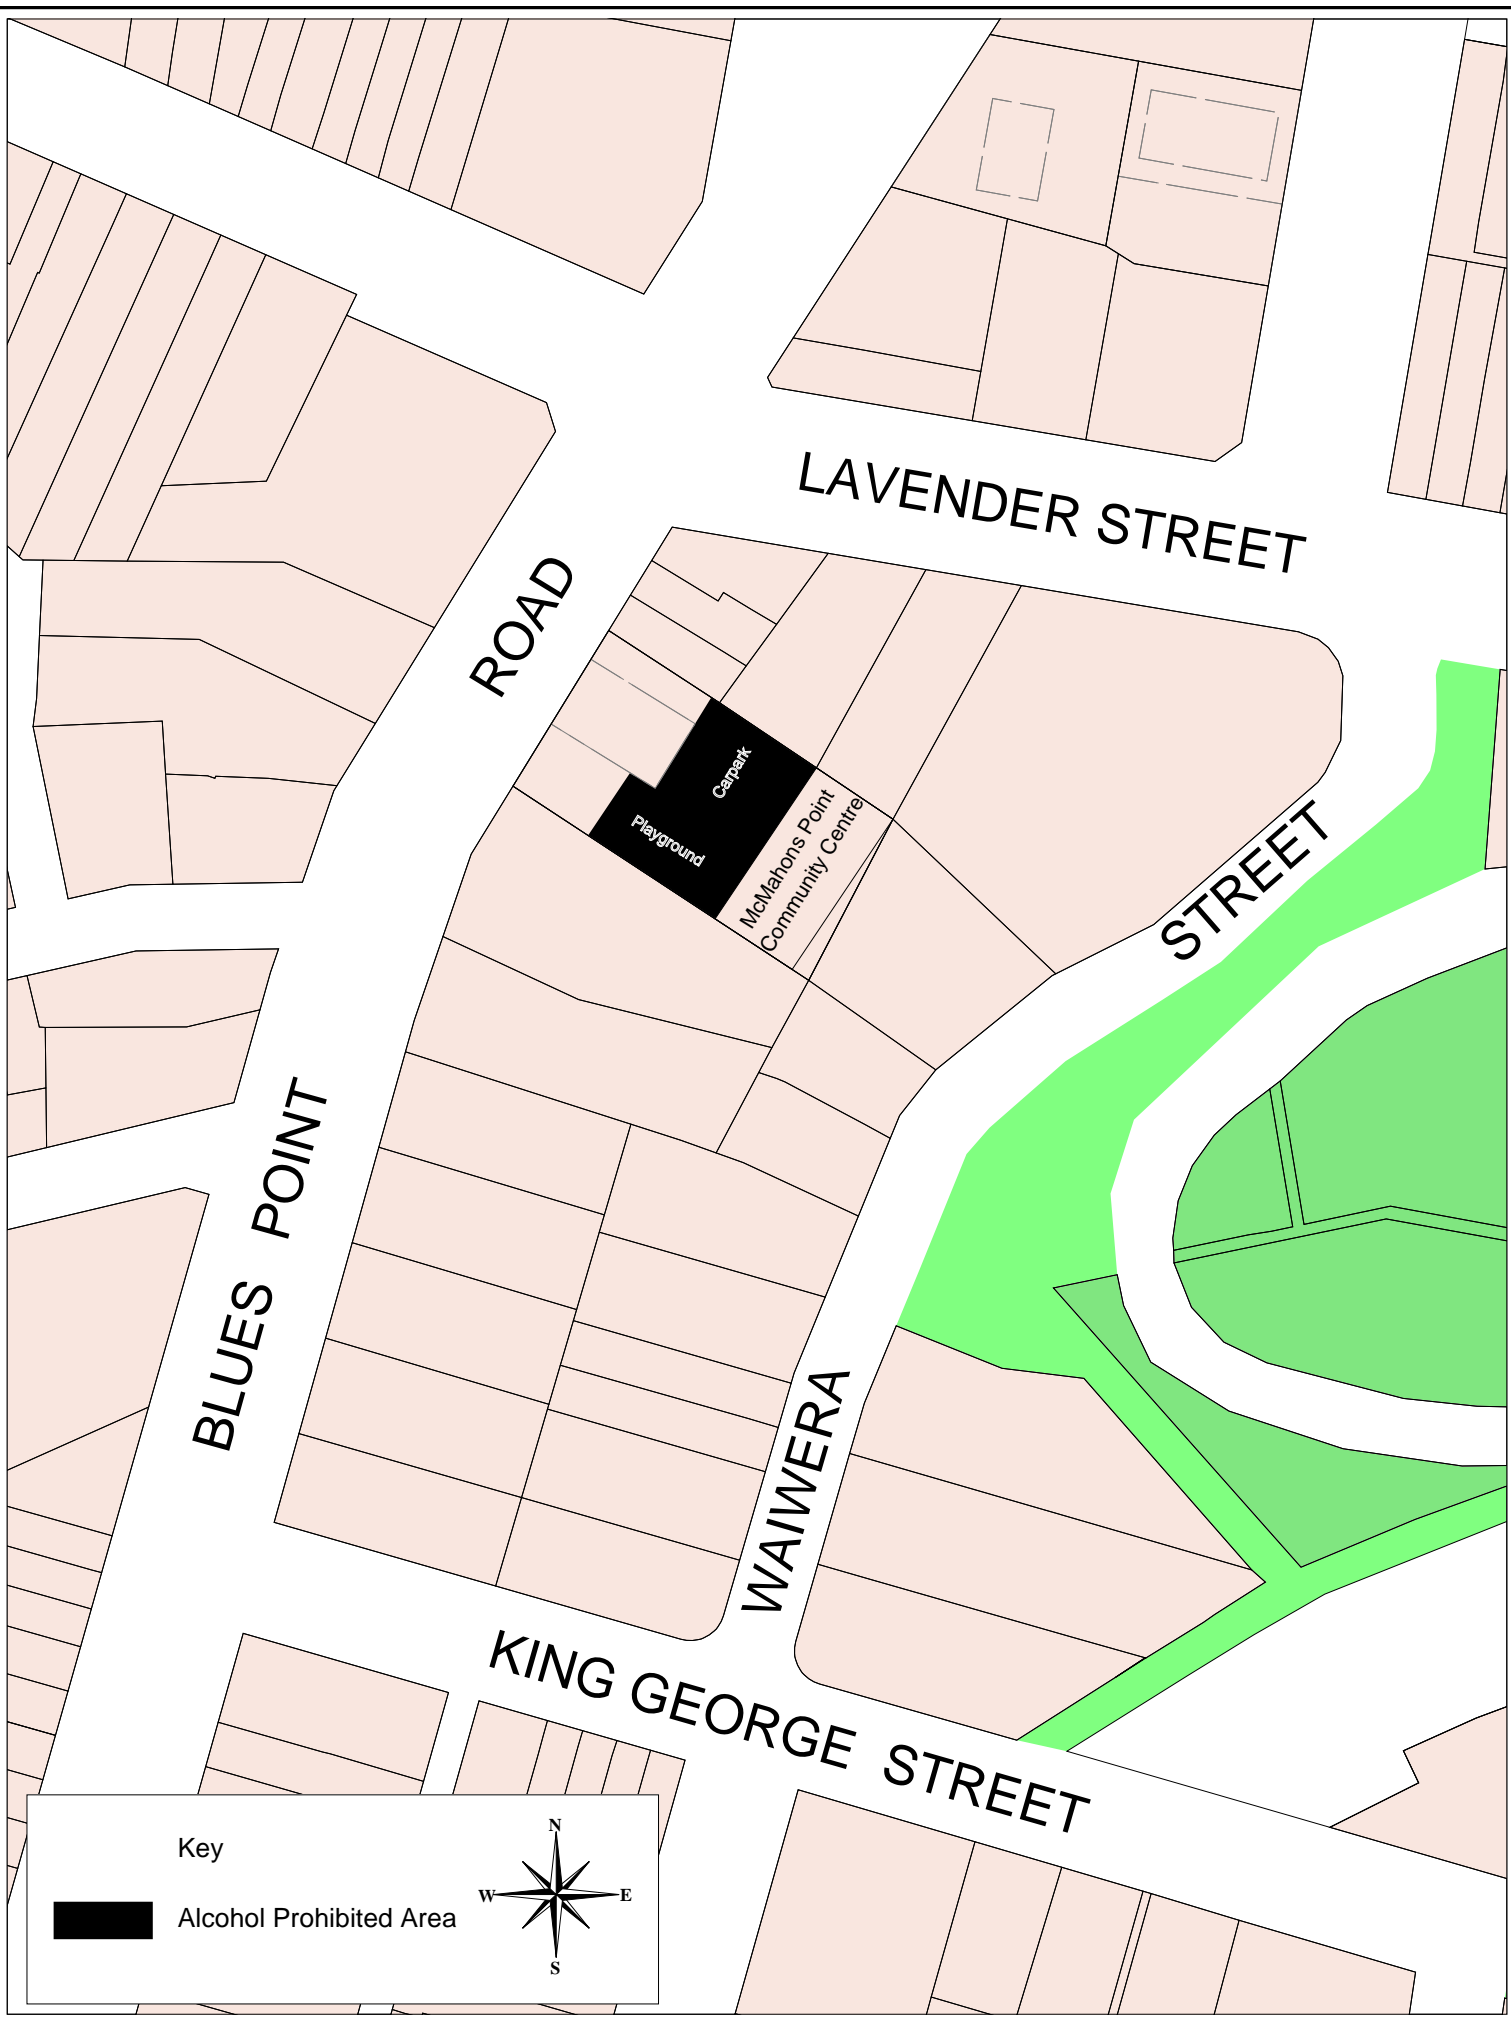 LAVENDER STREET
ROAD
Carpark
Playground
McMahons Point
Community Centre
STREET
BLUES POINT
WAIWERA
KING GEORGE STREET
Key
Alcohol Prohibited Area
N
W
E
S